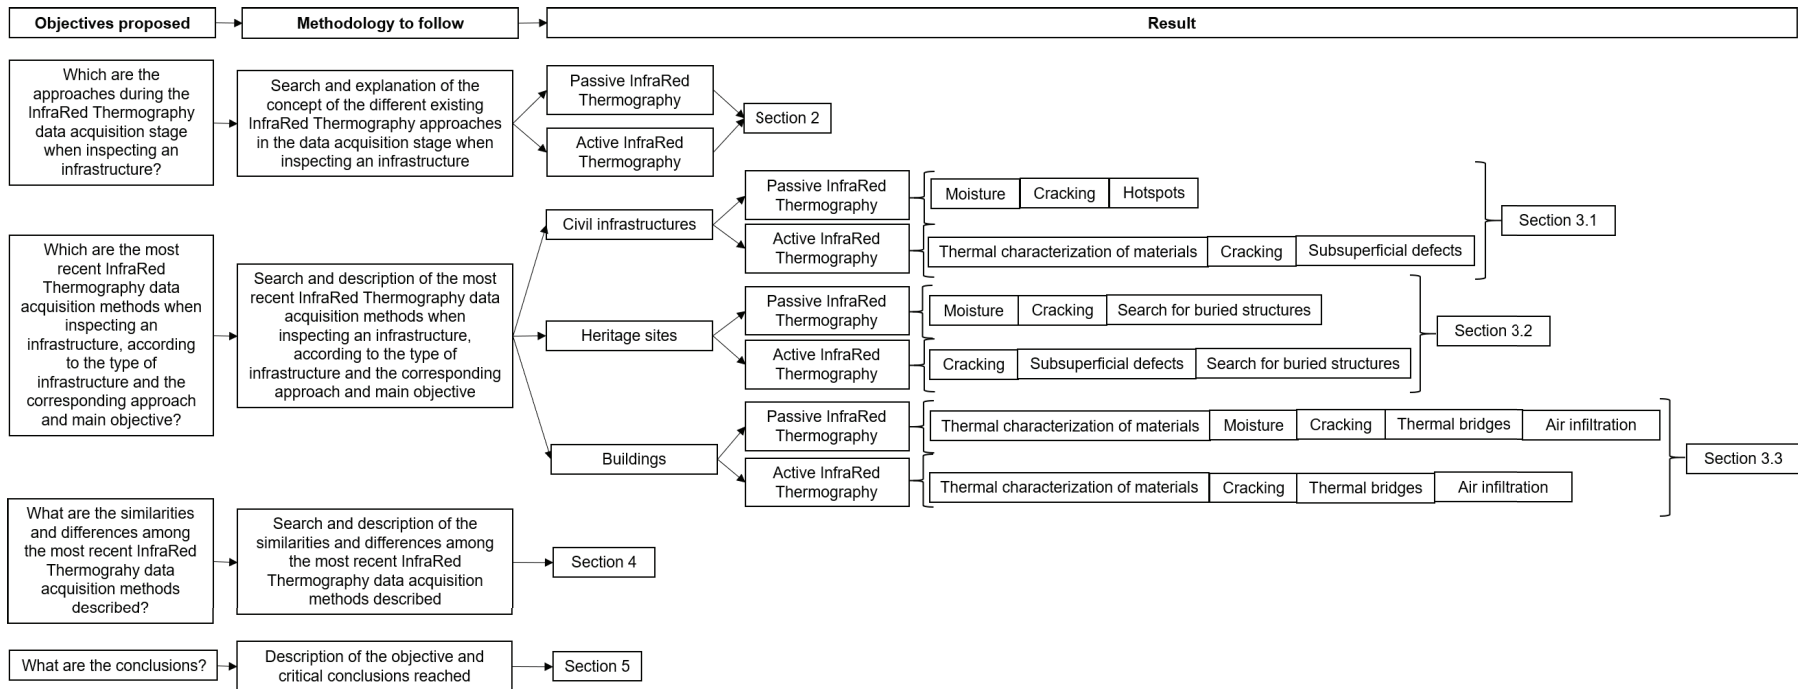 Objectives proposed
Methodology to follow
Result
Which are the
approaches during the
InfraRed Thermography
data acquisition stage
when inspecting an
infrastructure?
Search and explanation of the
concept of the different existing
InfraRed Thermography approaches
in the data acquisition stage when
inspecting an infrastructure
Passive InfraRed
Thermography
Active InfraRed
Thermography
Section 2
Which are the most
recent InfraRed
Thermography data
acquisition methods when
inspecting an
infrastructure, according
to the type of
infrastructure and the
corresponding approach
and main objective?
Search and description of the most
recent InfraRed Thermography data
acquisition methods when
inspecting an infrastructure,
according to the type of
infrastructure and the corresponding
approach and main objective
Civil infrastructures
Passive InfraRed
Thermography
Moisture
Cracking
Hotspots
Active InfraRed
Thermography
Thermal characterization of materials
Cracking
Subsuperficial defects
Section 3.1
Heritage sites
Passive InfraRed
Thermography
Moisture
Cracking
Search for buried structures
Active InfraRed
Thermography
Cracking
Subsuperficial defects
Search for buried structures
Section 3.2
Buildings
Passive InfraRed
Thermography
Thermal characterization of materials
Moisture
Cracking
Thermal bridges
Air infiltration
Active InfraRed
Thermography
Thermal characterization of materials
Cracking
Thermal bridges
Air infiltration
Section 3.3
What are the similarities
and differences among
the most recent InfraRed
Thermograhy data
acquisition methods
described?
Search and description of the
similarities and differences among
the most recent InfraRed
Thermography data acquisition
methods described
Section 4
What are the conclusions?
Description of the objective and
critical conclusions reached
Section 5